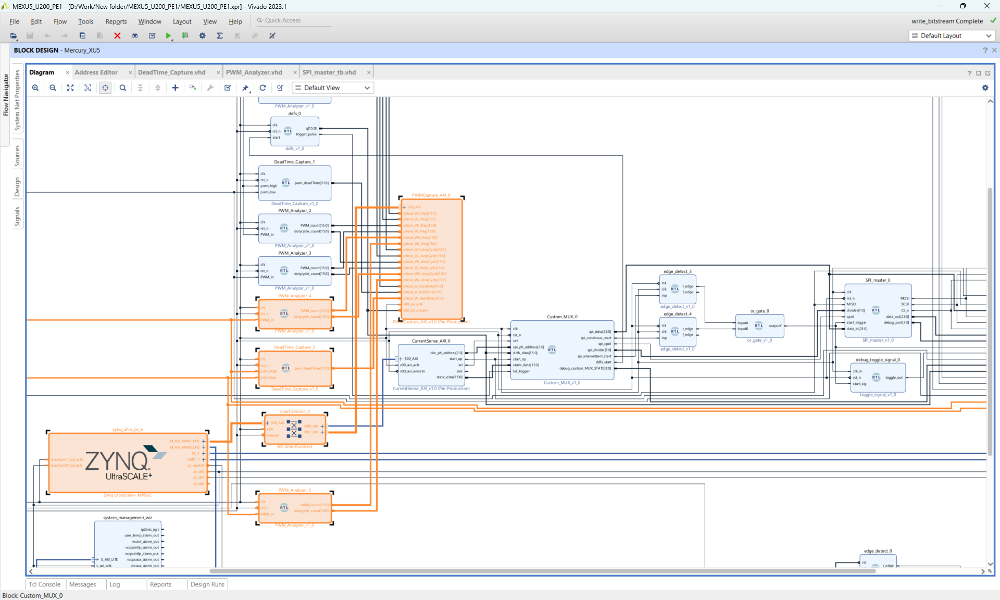 MEXU5_U200_PE1 - [D:/Work/New folder/MEXU5_U200_PE1/MEXU5_U200_PE1.xpr] - Vivado 2023.1
File Edit Flow Tools Reports Window Layout View Help Quick Access
write_bitstream Complete
Default Layout
BLOCK DESIGN - Mercury_XU5
Flow Navigator
System Net Properties
Sources
Design
Signals
Diagram Address Editor DeadTime_Capture.vhd PWM_Analyzer.vhd SPI_master_tb.vhd
Default View
PWM_Analyzer_v1_0
ddfs_0
clk
rst_n
start
RTL
q[15:0]
trigger_pulse
ddfs_v1_0
DeadTime_Capture_1
clk
rst_n
pwm_high
pwm_low
RTL
pwm_deadTime[31:0]
DeadTime_Capture_v1_0
PWM_Analyzer_2
clk
rst_n
PWM_in
RTL
PWM_count[15:0]
dutycycle_count[15:0]
PWM_Analyzer_v1_0
PWM_Analyzer_3
clk
rst_n
PWM_in
RTL
PWM_count[15:0]
dutycycle_count[15:0]
PWM_Analyzer_v1_0
PWM_Analyzer_4
clk
rst_n
PWM_in
RTL
PWM_count[15:0]
dutycycle_count[15:0]
PWM_Analyzer_v1_0
DeadTime_Capture_2
clk
rst_n
pwm_high
pwm_low
RTL
pwm_deadTime[31:0]
DeadTime_Capture_v1_0
PWMCapture_AXI_0
S00_AXI
phase_UH_freq[15:0]
phase_UL_freq[15:0]
phase_VH_freq[15:0]
phase_VL_freq[15:0]
phase_WH_freq[15:0]
phase_WL_freq[15:0]
phase_UH_dutyCycle[15:0]
phase_UL_dutyCycle[15:0]
phase_VH_dutyCycle[15:0]
phase_VL_dutyCycle[15:0]
phase_WH_dutyCycle[15:0]
phase_WL_dutyCycle[15:0]
phase_U_deadtime[31:0]
phase_V_deadtime[31:0]
phase_W_deadtime[31:0]
s00_axi_aclk
s00_axi_aresetn
PWMCapture_AXI_v1.0 (Pre-Production)
CurrentSense_AXI_0
S00_AXI
s00_axi_aclk
s00_axi_aresetn
dac_ph_address[7:0]
start_op
sel
axis
static_data[15:0]
CurrentSense_AXI_v1.0 (Pre-Production)
Custom_MUX_0
clk
rst_n
sel
spi_ph_address[7:0]
ddfs_data[15:0]
start_op
static_data[15:0]
lut_trigger
RTL
spi_data[23:0]
spi_continous_start
spi_cpol
spi_divider[7:0]
spi_intermittent_start
ddfs_start
debug_custom_MUX_STATE[3:0]
Custom_MUX_v1_0
edge_detect_3
rst
clk
inp
RTL
r_edge
f_edge
edge_detect_v1_0
edge_detect_4
rst
clk
inp
RTL
r_edge
f_edge
edge_detect_v1_0
or_gate_0
inputA
inputB
RTL
outputY
or_gate_v1_0
SPI_master_0
clk
rst_n
MISO
divider[7:0]
cpol
start_trigger
data_in[23:0]
RTL
MOSI
SCLK
CS_n
data_out[23:0]
debug_port[3:0]
SPI_master_v1_0
debug_toggle_signal_0
clk_in
rst_n
start_sig
RTL
toggle_out
toggle_signal_v1_0
smartconnect_0
S00_AXI
aclk
aresetn
M00_AXI
M01_AXI
AXI SmartConnect
zynq_ultra_ps_e
maxihpm1_fpd_aclk
maxihpm0_lpd_aclk
ZYNQ
UltraSCALE+
M_AXI_HPM1_FPD
M_AXI_HPM0_LPD
IIC_1
UART_1
pl_resetn0
pl_clk0
pl_clk1
pl_clk2
Zynq UltraScale+ MPSoC
PWM_Analyzer_5
clk
rst_n
PWM_in
RTL
PWM_count[15:0]
dutycycle_count[15:0]
PWM_Analyzer_v1_0
system_management_wiz
S_AXI_LITE
s_axi_aclk
ip2intc_irpt
user_temp_alarm_out
vccint_alarm_out
vccpsintlp_alarm_out
vccpsintfp_alarm_out
vccpsaux_alarm_out
vccaux_alarm_out
edge_detect_0
rst
r_edge
Tcl Console Messages Log Reports Design Runs
Block: Custom_MUX_0